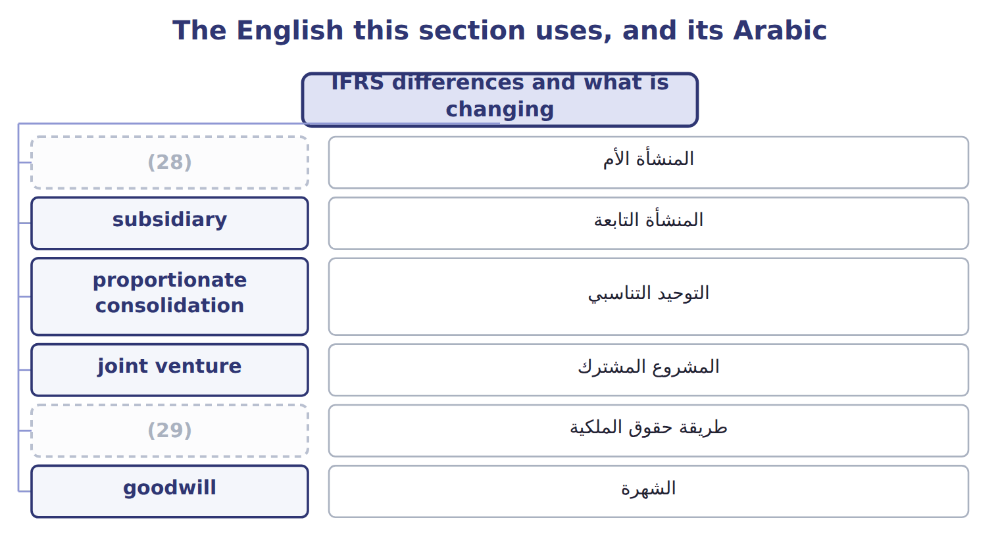 The English this section uses, and its Arabic
IFRS differences and what is
changing
(28)
المنشأة الأم
subsidiary
المنشأة التابعة
proportionate
consolidation
التوحيد التناسبي
joint venture
المشروع المشترك
(29)
طريقة حقوق الملكية
goodwill
الشهرة